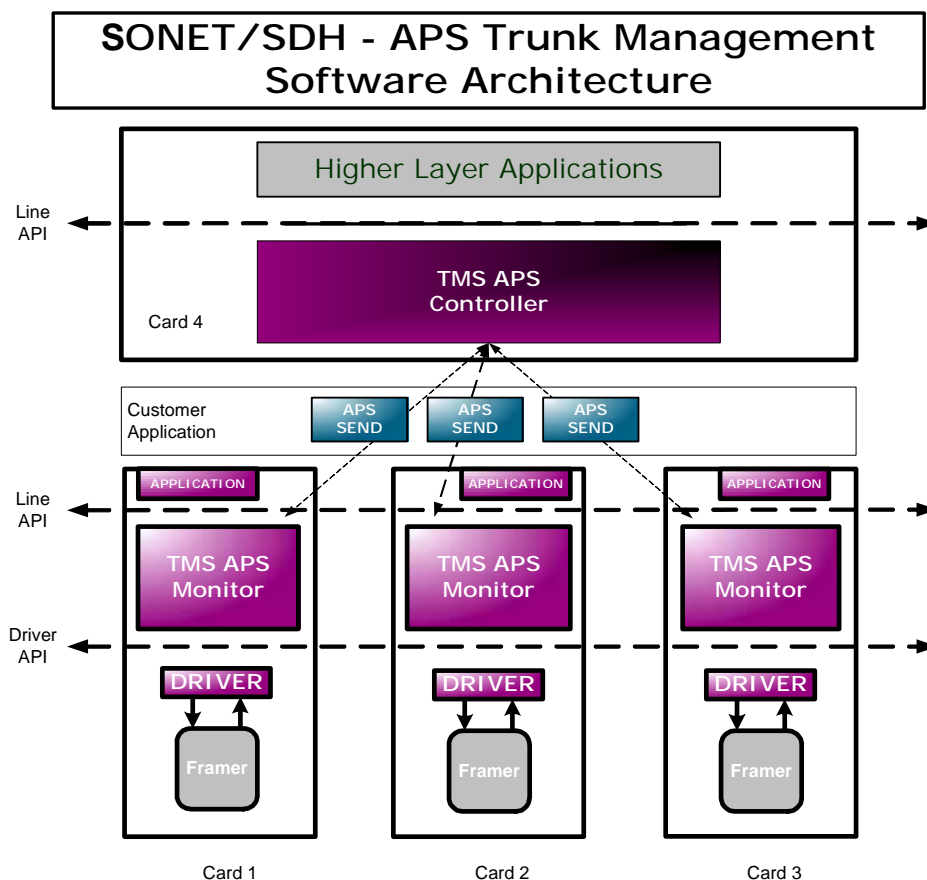 SONET/SDH - APS Trunk Management
Software Architecture
Higher Layer Applications
Line
API
TMS APS
Controller
Card 4
Customer
Application
APS
SEND
APS
SEND
APS
SEND
APPLICATION
APPLICATION
APPLICATION
Line
API
TMS APS
Monitor
TMS APS
Monitor
TMS APS
Monitor
Driver
API
DRIVER
DRIVER
DRIVER
Framer
Framer
Framer
Card 1
Card 2
Card 3